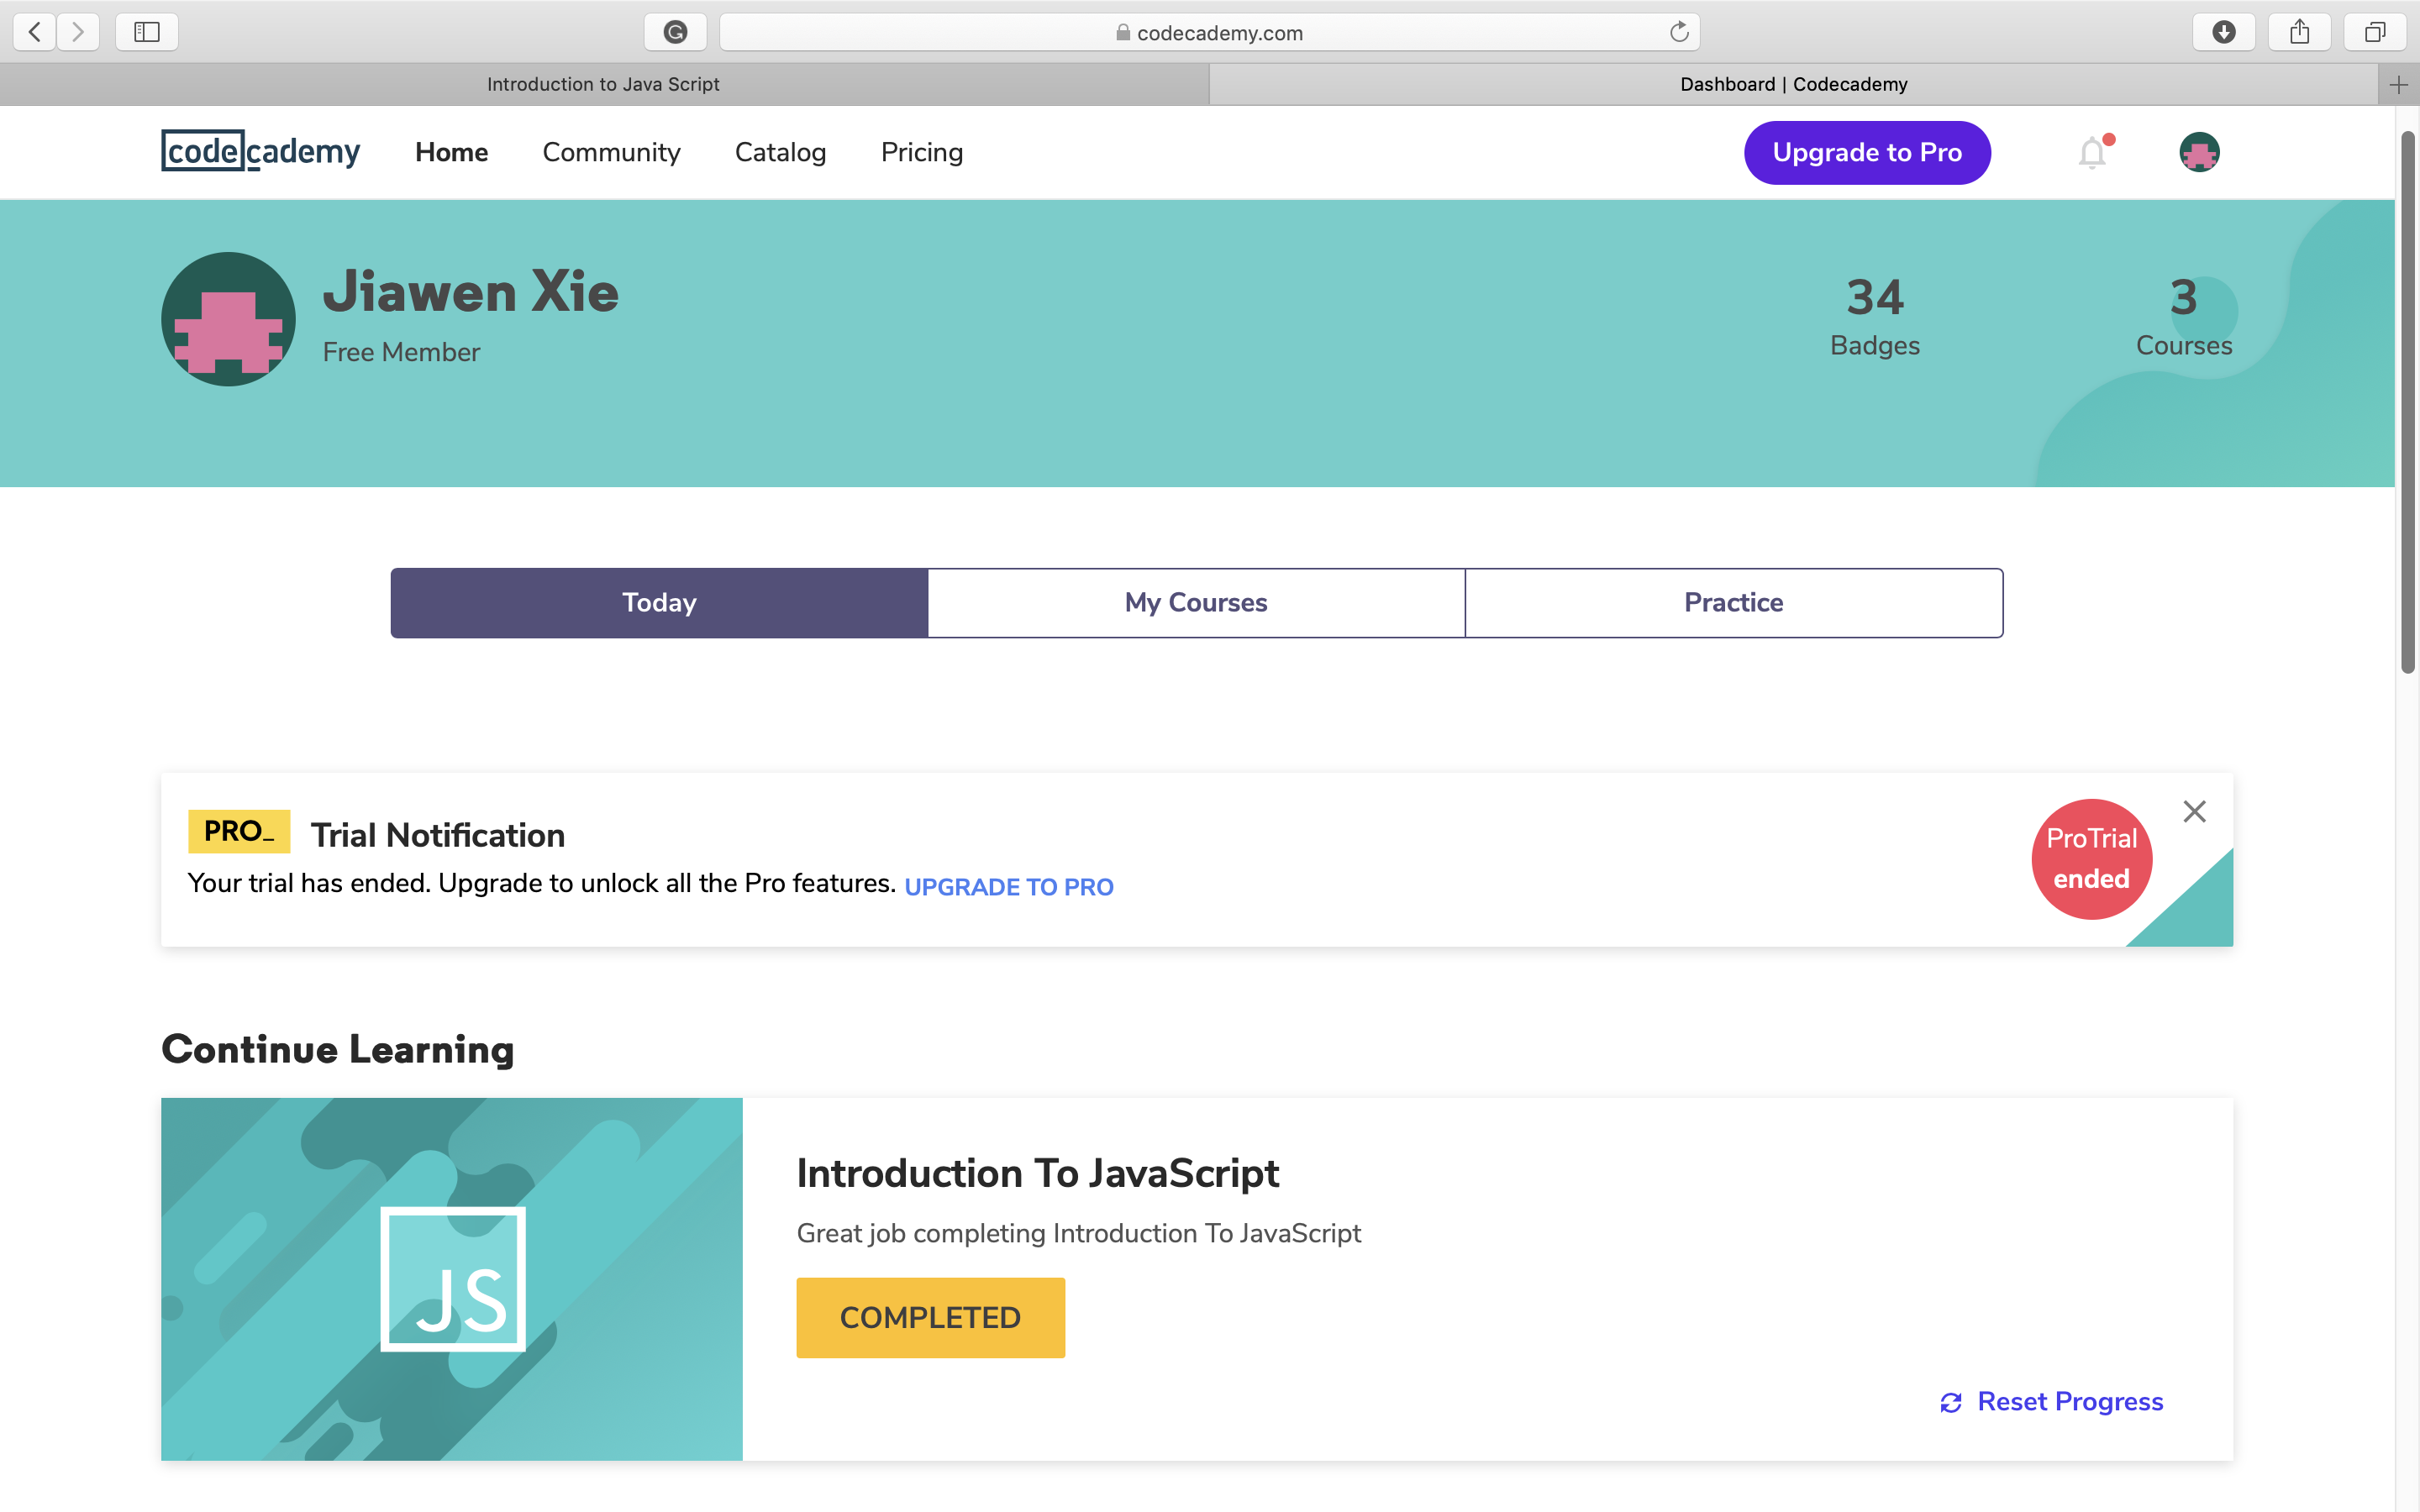 codecademy.com
Introduction to Java Script
Dashboard | Codecademy
codecademy Home Community Catalog Pricing Upgrade to Pro
Jiawen Xie
Free Member
34
Badges
3
Courses
Today My Courses Practice
PRO_ Trial Notification
Your trial has ended. Upgrade to unlock all the Pro features. UPGRADE TO PRO
ProTrial
ended
Continue Learning
JS
Introduction To JavaScript
Great job completing Introduction To JavaScript
COMPLETED
Reset Progress